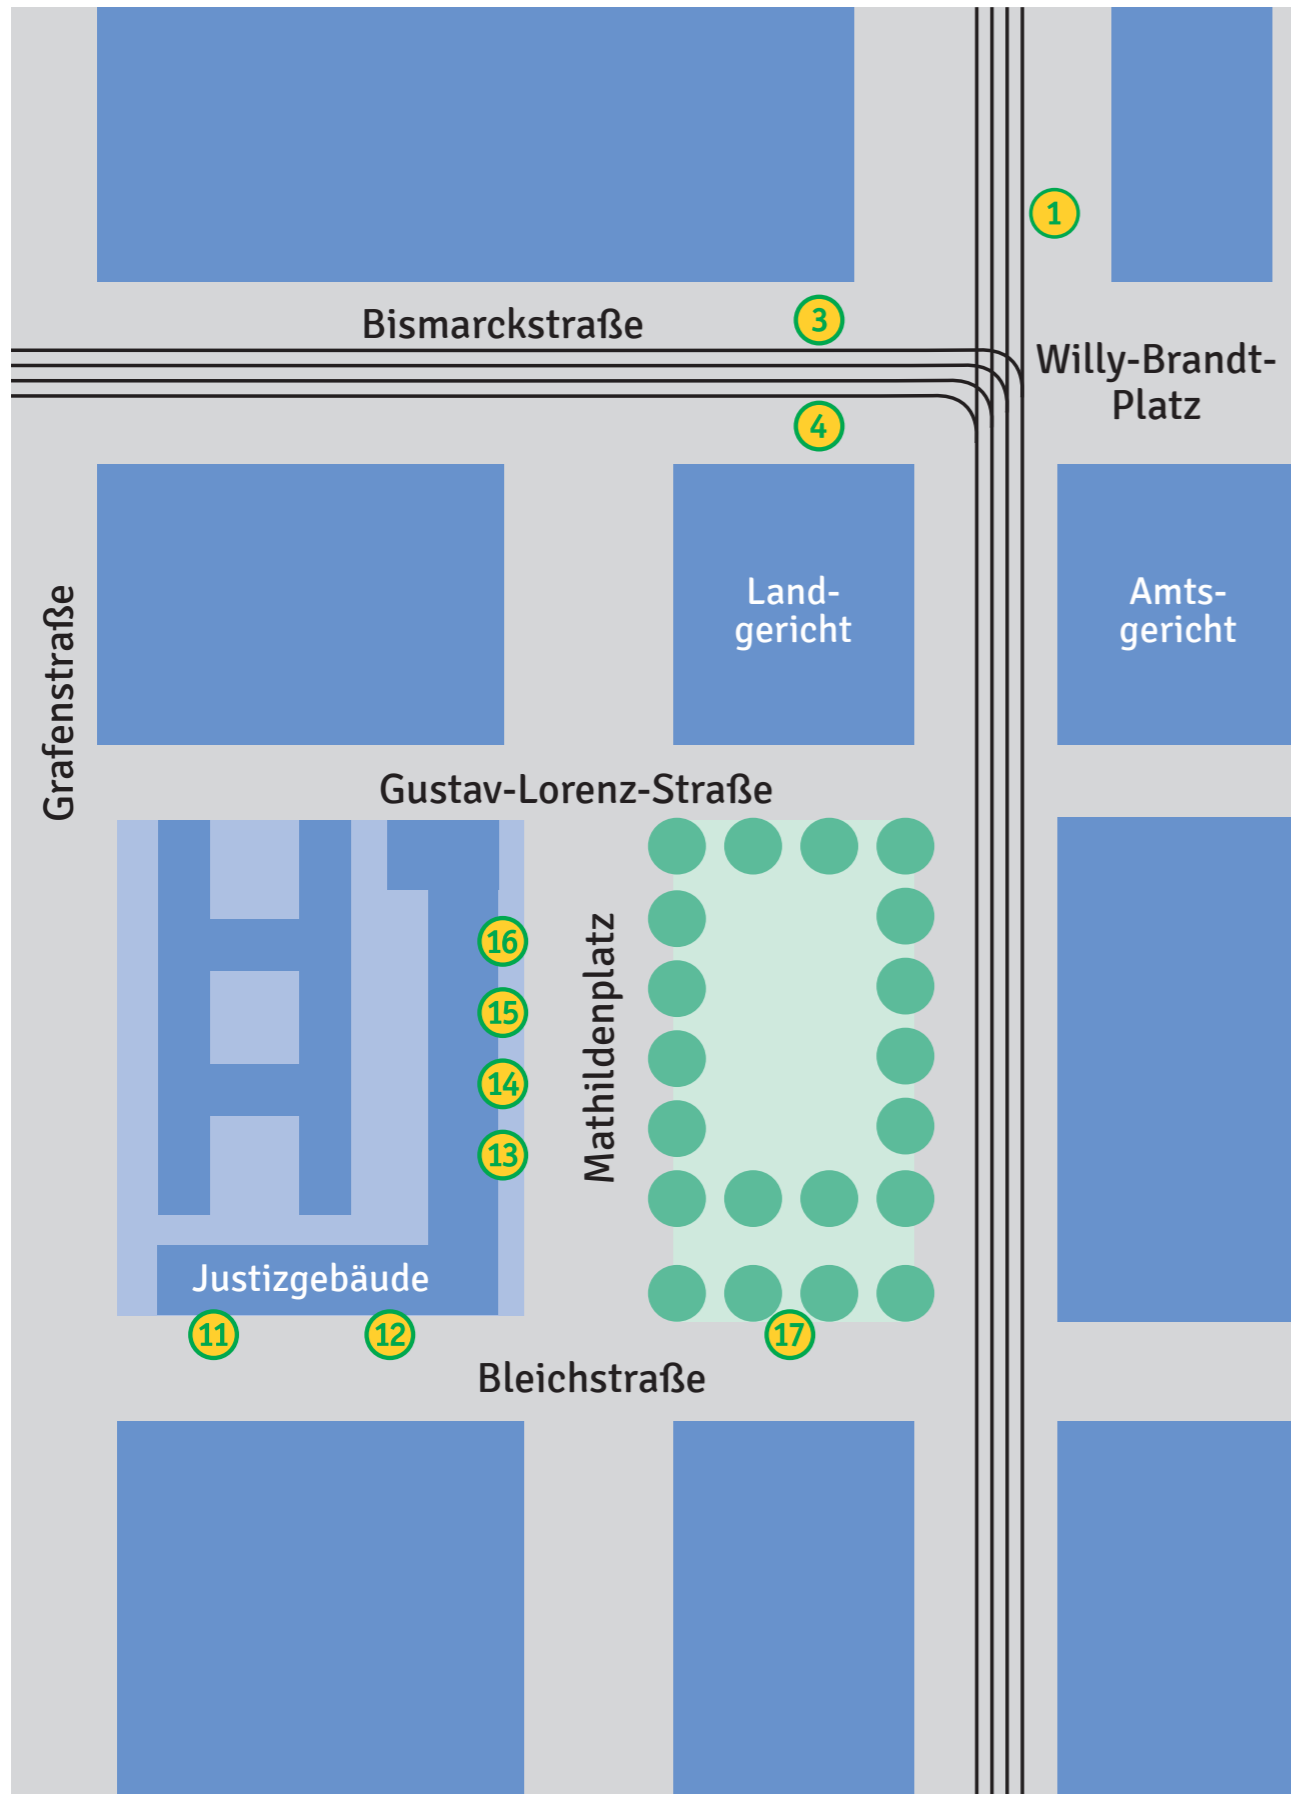 1
Bismarckstraße
3
Willy-Brandt-
Platz
4
Land-
gericht
Amts-
gericht
Grafenstraße
Gustav-Lorenz-Straße
16
15
14
13
Mathildenplatz
Justizgebäude
11
12
17
Bleichstraße